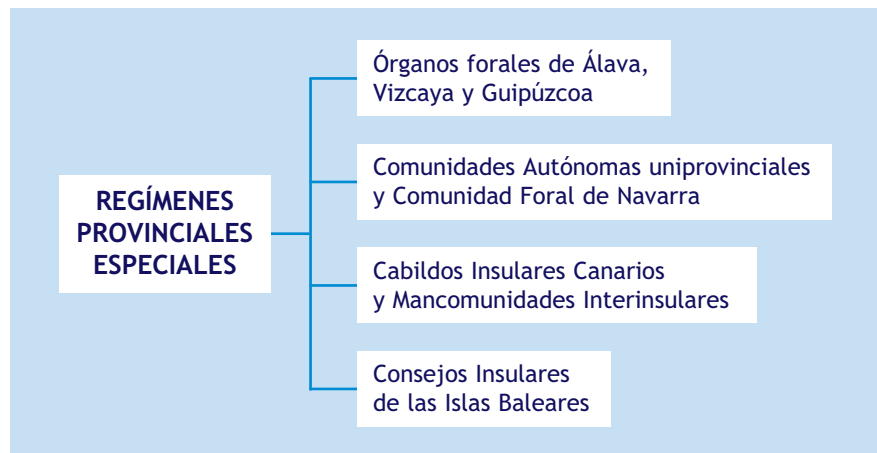 REGÍMENES
PROVINCIALES
ESPECIALES
Órganos forales de Álava,
Vizcaya y Guipúzcoa
Comunidades Autónomas uniprovinciales
y Comunidad Foral de Navarra
Cabildos Insulares Canarios
y Mancomunidades Interinsulares
Consejos Insulares
de las Islas Baleares